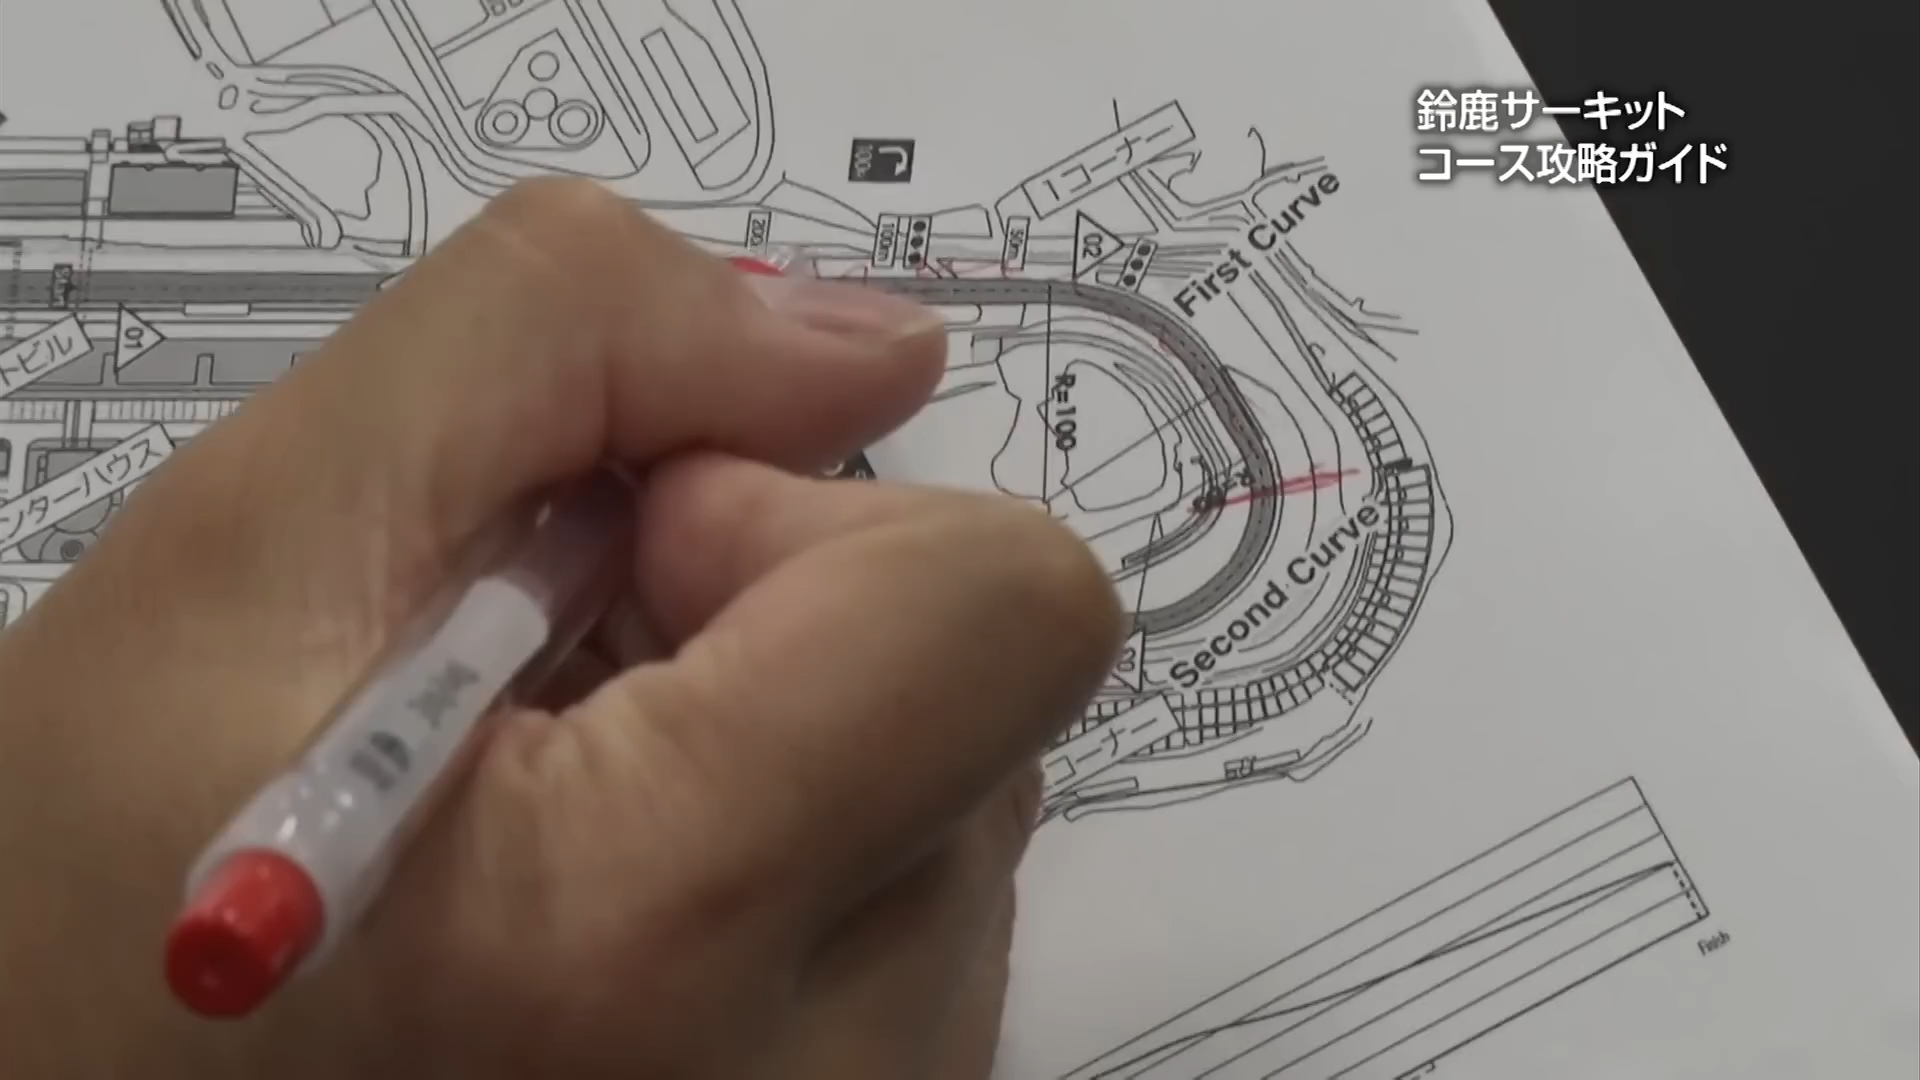 鈴鹿サーキット
コース攻略ガイド
100m
1コーナー
200
100m
50m
02
First Curve
01
トビル
R=100
ンターハウス
Second Curve
コーナー
Finish